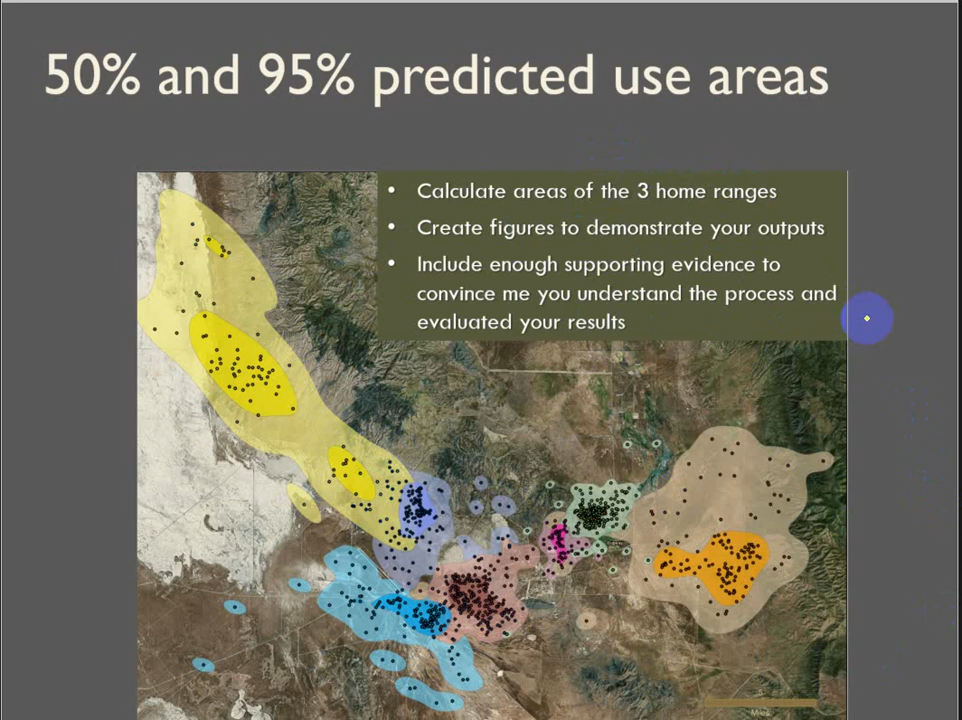 50% and 95% predicted use areas
• Calculate areas of the 3 home ranges
• Create figures to demonstrate your outputs
• Include enough supporting evidence to
convince me you understand the process and
evaluated your results
Miles